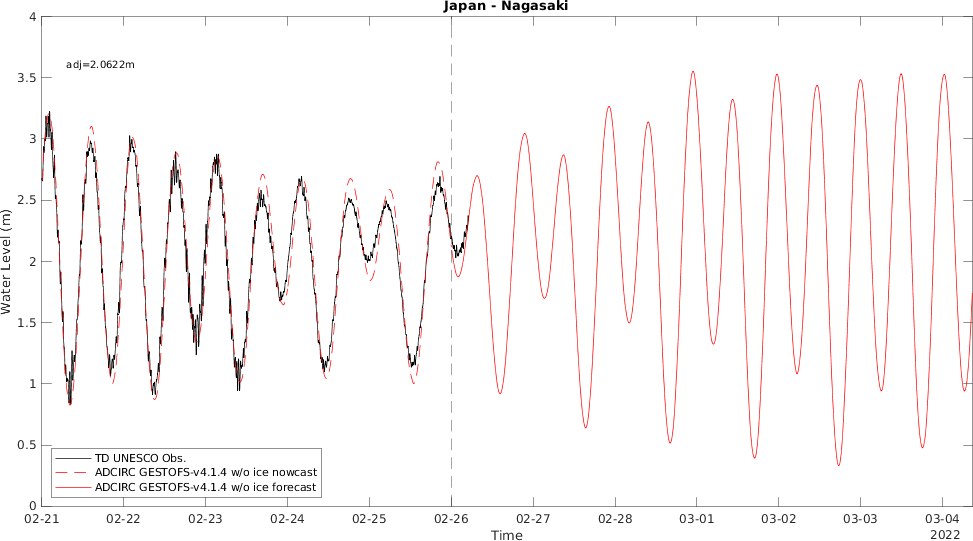 Japan - Nagasaki
4
adj=2.0622m
3.5
3
2.5
2
1.5
1
0.5
0
Water Level (m)
TD UNESCO Obs.
ADCIRC GESTOFS-v4.1.4 w/o ice nowcast
ADCIRC GESTOFS-v4.1.4 w/o ice forecast
02-21 02-22 02-23 02-24 02-25 02-26 02-27 02-28 03-01 03-02 03-03 03-04
Time 2022